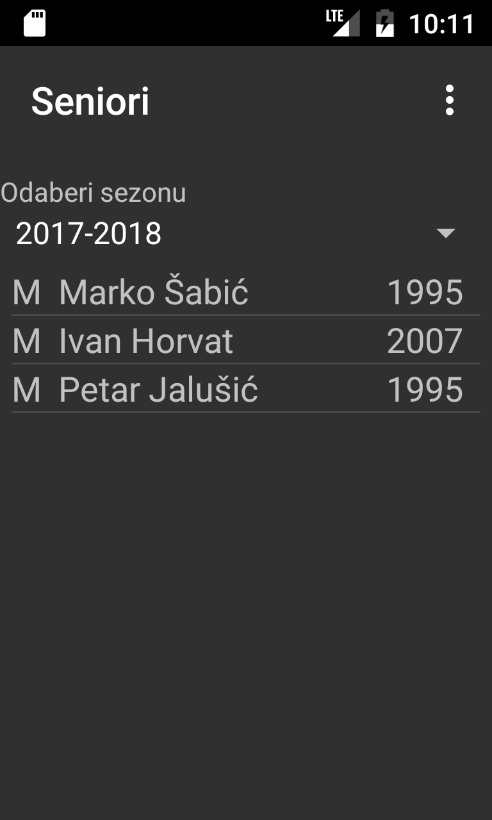 LTE 10:11
Seniori
Odaberi sezonu
2017-2018
M Marko Šabić 1995
M Ivan Horvat 2007
M Petar Jalušić 1995